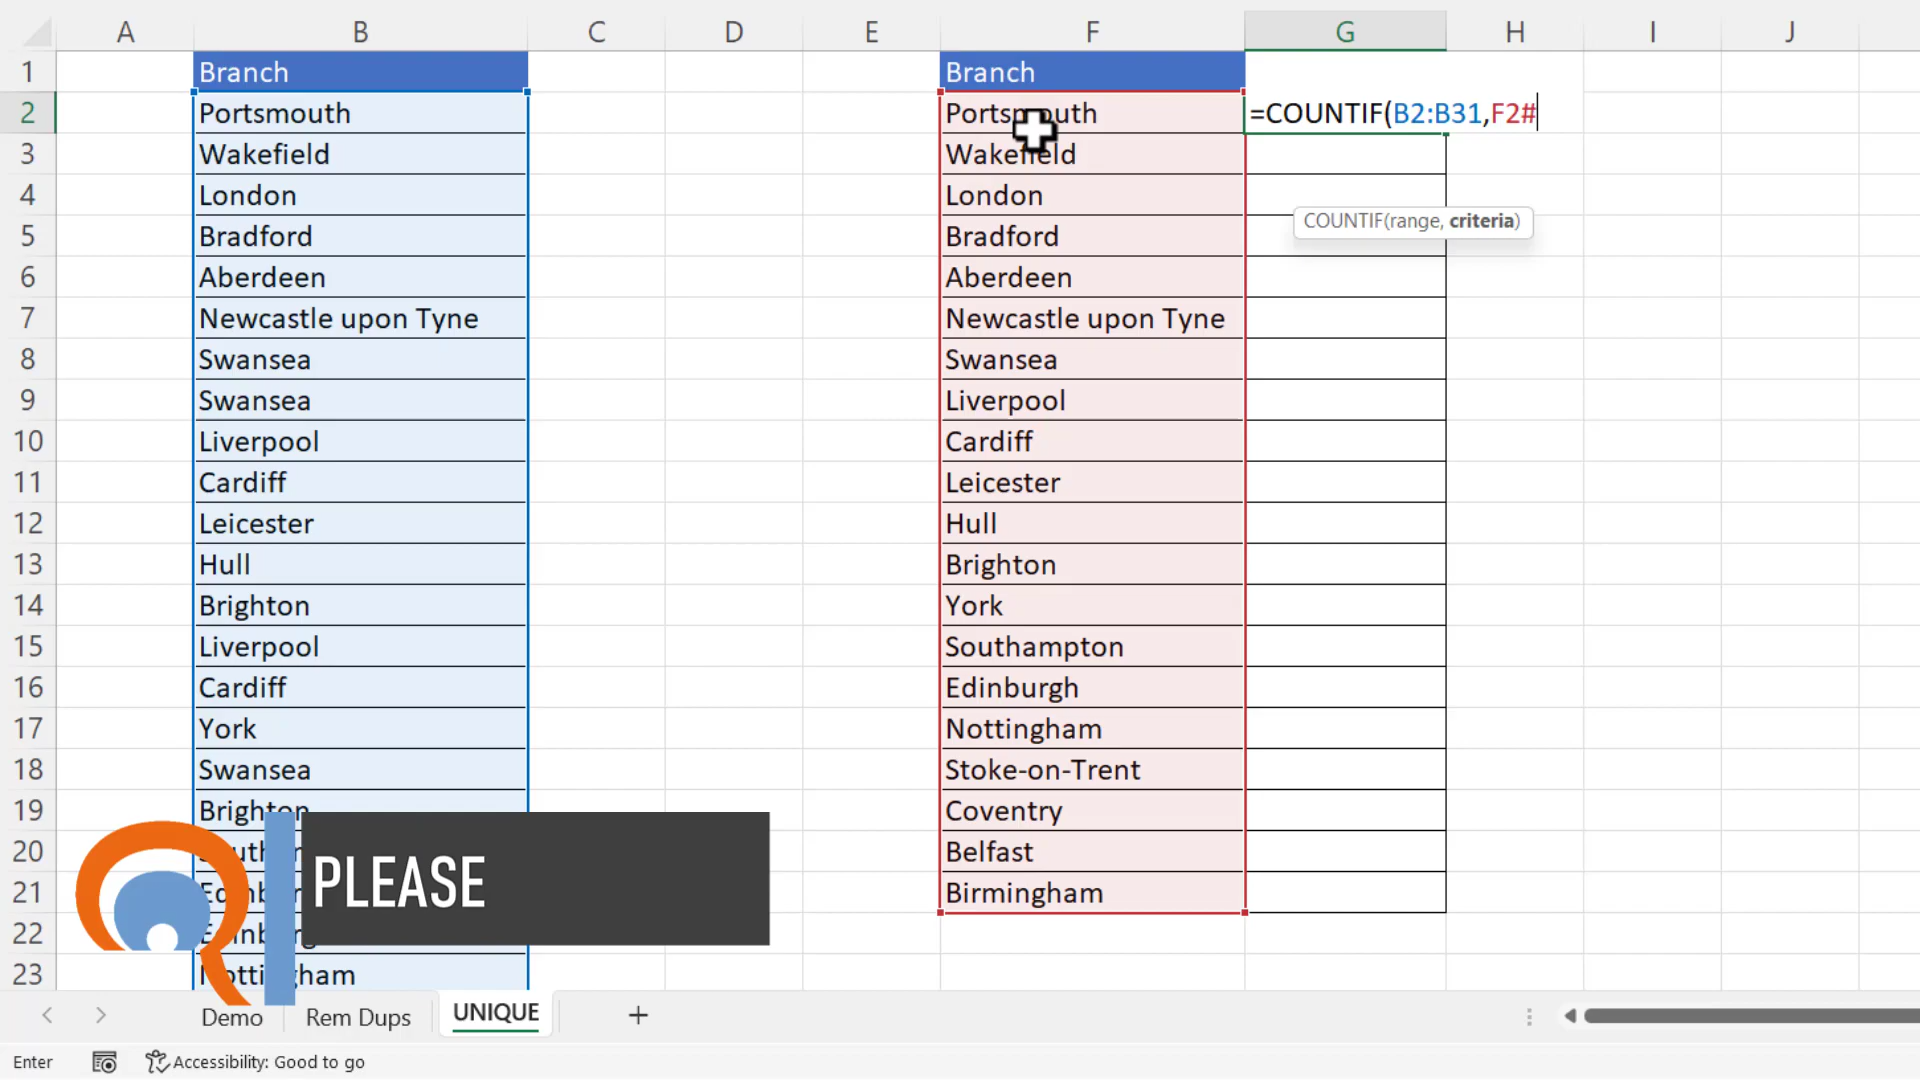 A B C D E F G H I J
1 Branch Branch
2 Portsmouth Portsmouth =COUNTIF(B2:B31,F2#
3 Wakefield Wakefield
4 London London
COUNTIF(range, criteria)
5 Bradford Bradford
6 Aberdeen Aberdeen
7 Newcastle upon Tyne Newcastle upon Tyne
8 Swansea Swansea
9 Swansea Liverpool
10 Liverpool Cardiff
11 Cardiff Leicester
12 Leicester Hull
13 Hull Brighton
14 Brighton York
15 Liverpool Southampton
16 Cardiff Edinburgh
17 York Nottingham
18 Swansea Stoke-on-Trent
19 Brighton Coventry
20 Belfast
PLEASE
21 Birmingham
22
23 Nottingham
Demo Rem Dups UNIQUE +
Enter Accessibility: Good to go